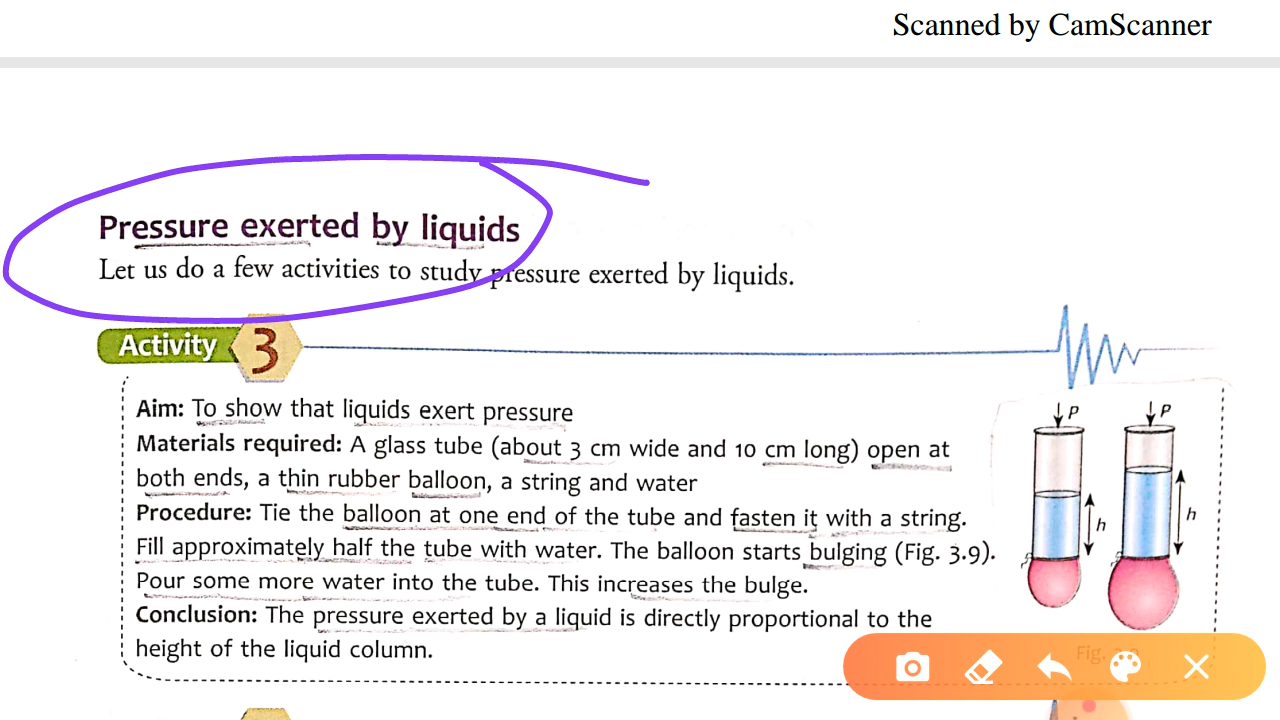 Scanned by CamScanner
Pressure exerted by liquids
Let us do a few activities to study pressure exerted by liquids.
Activity 3
Aim: To show that liquids exert pressure
Materials required: A glass tube (about 3 cm wide and 10 cm long) open at
both ends, a thin rubber balloon, a string and water
Procedure: Tie the balloon at one end of the tube and fasten it with a string.
Fill approximately half the tube with water. The balloon starts bulging (Fig. 3.9).
Pour some more water into the tube. This increases the bulge.
Conclusion: The pressure exerted by a liquid is directly proportional to the
height of the liquid column.
P
P
h
h
Fig.